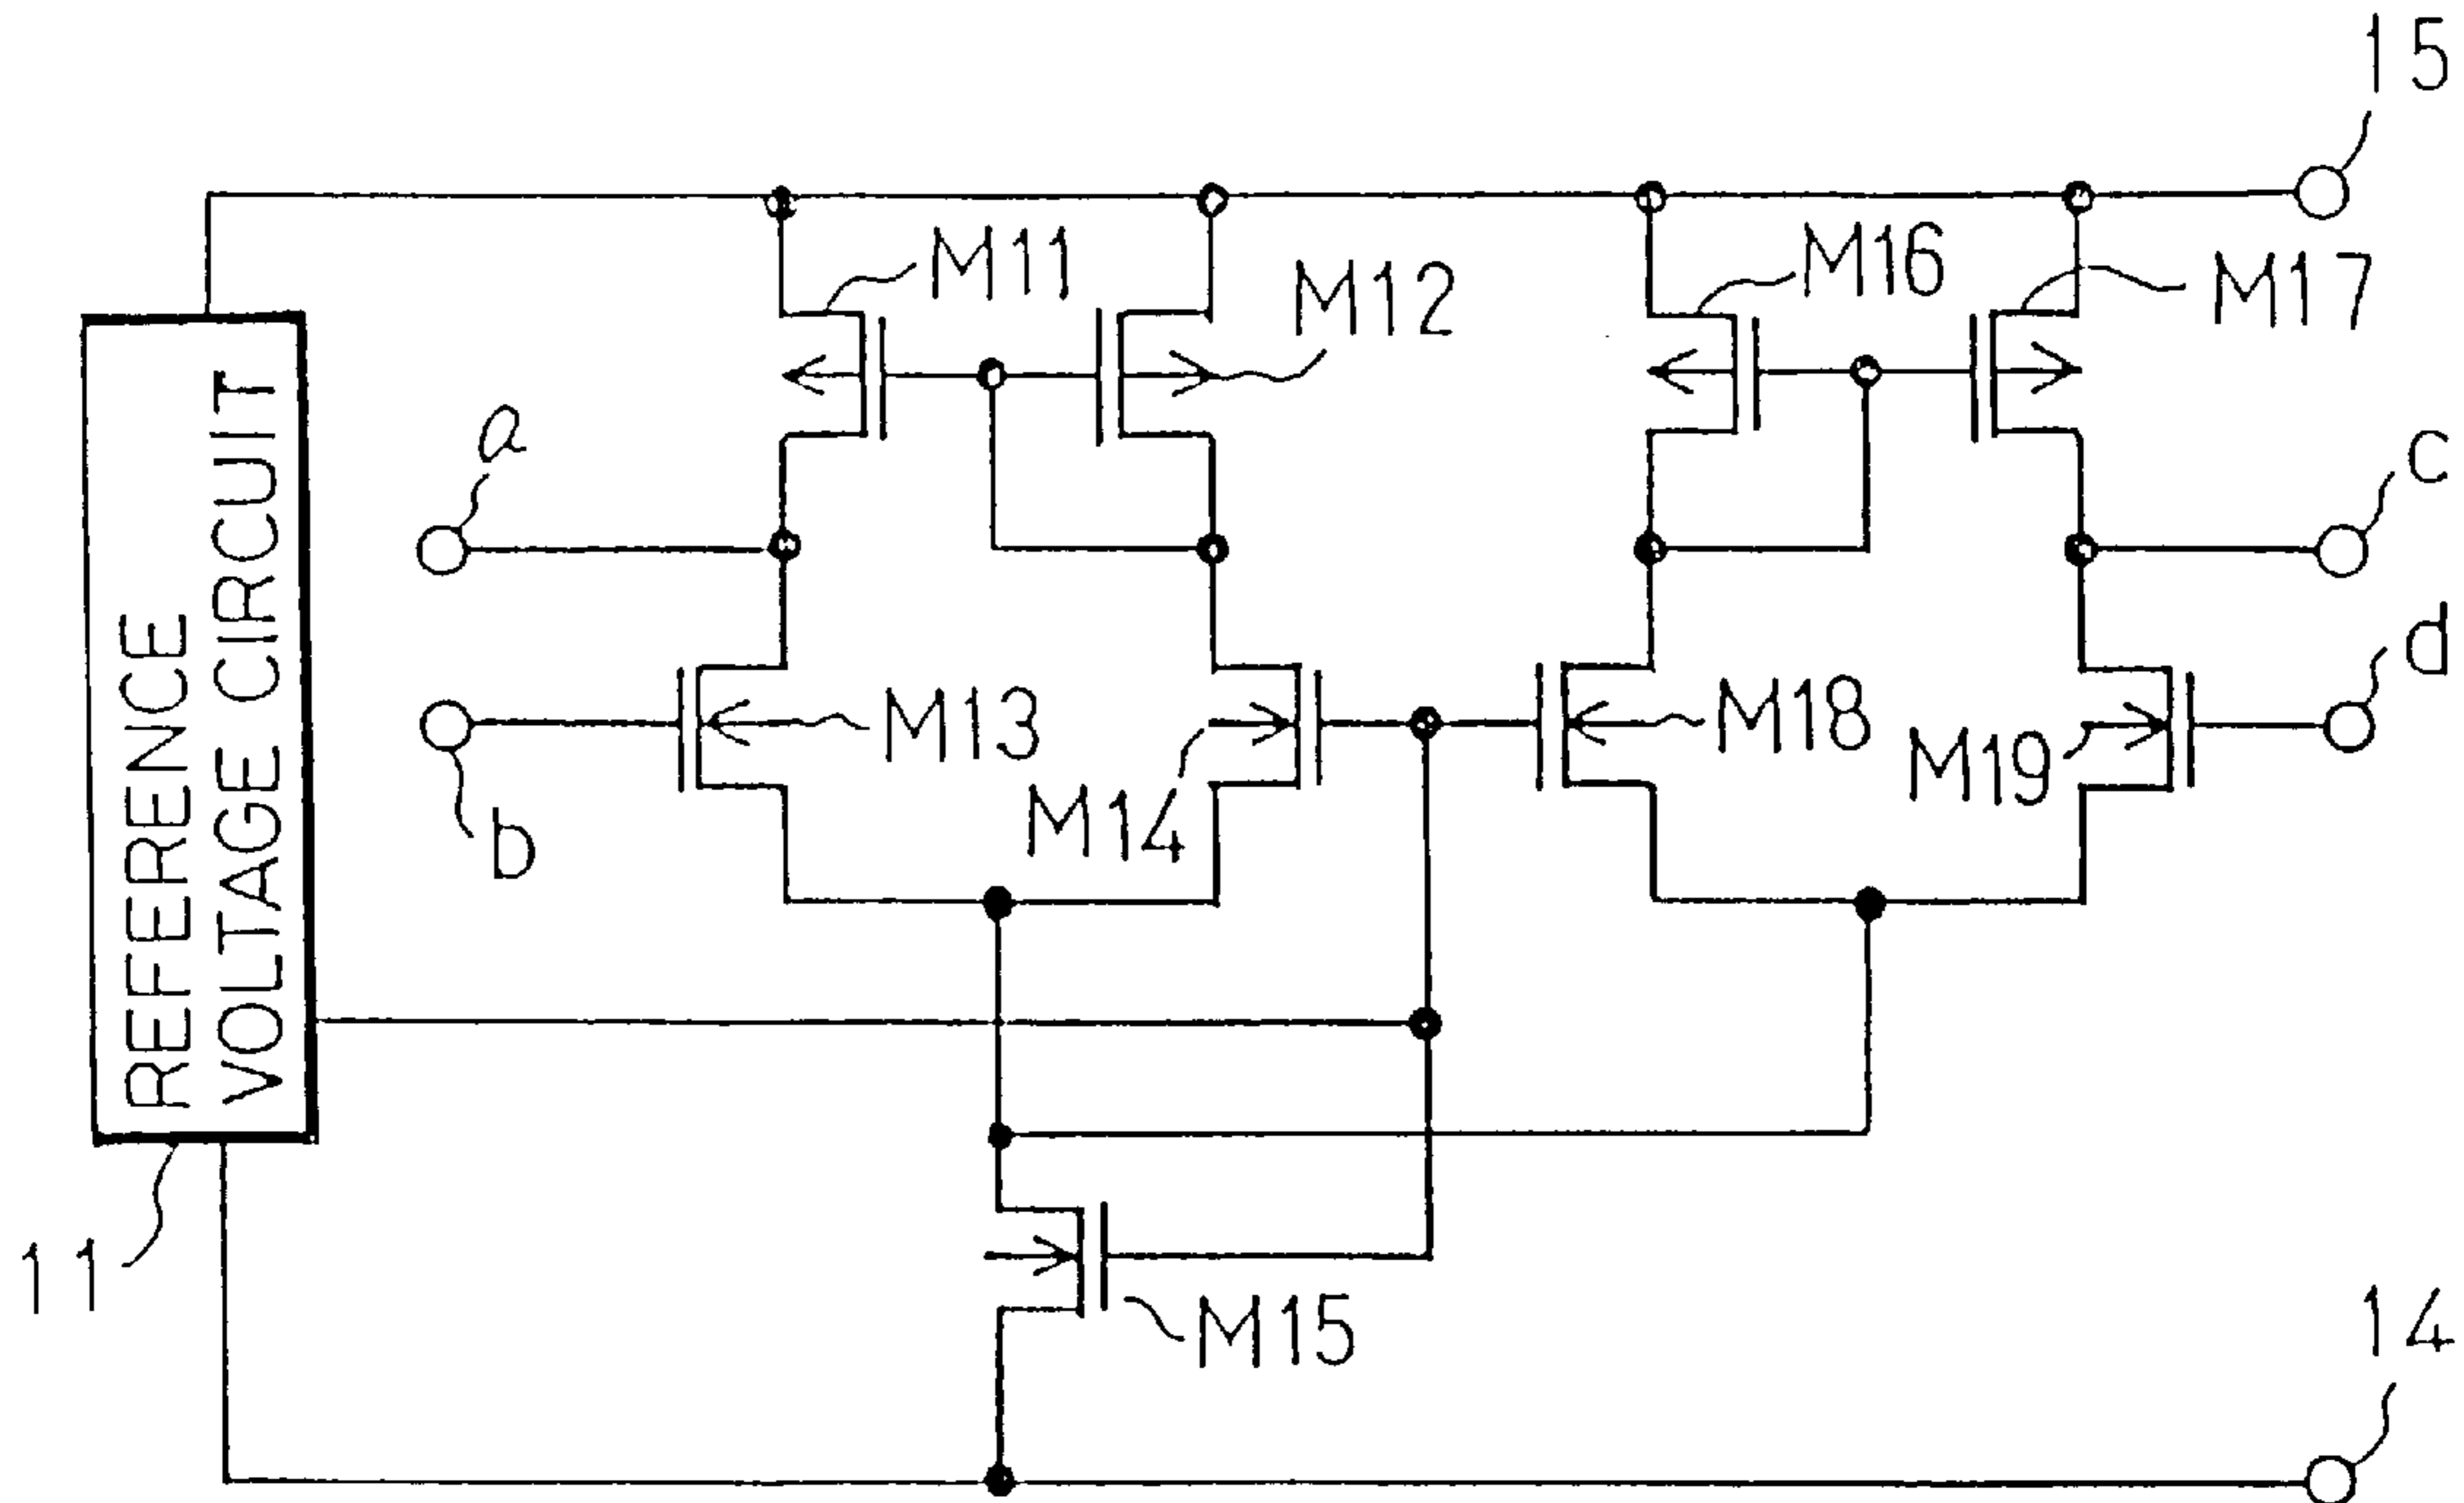 15
M11
M12
M16
M17
REFERENCE
VOLTAGE CIRCUIT
a
c
b
M13
M14
M18
M19
d
11
M15
14